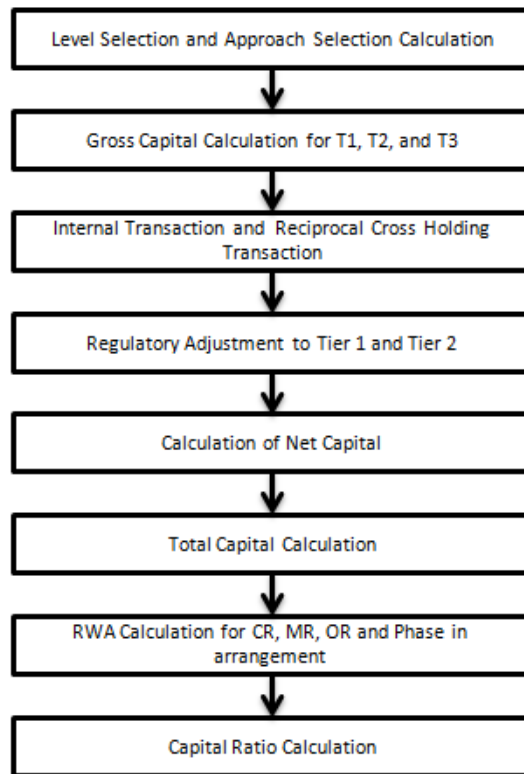 Level Selection and Approach Selection Calculation
Gross Capital Calculation for T1, T2, and T3
Internal Transaction and Reciprocal Cross Holding
Transaction
Regulatory Adjustment to Tier 1 and Tier 2
Calculation of Net Capital
Total Capital Calculation
RWA Calculation for CR, MR, OR and Phase in
arrangement
Capital Ratio Calculation